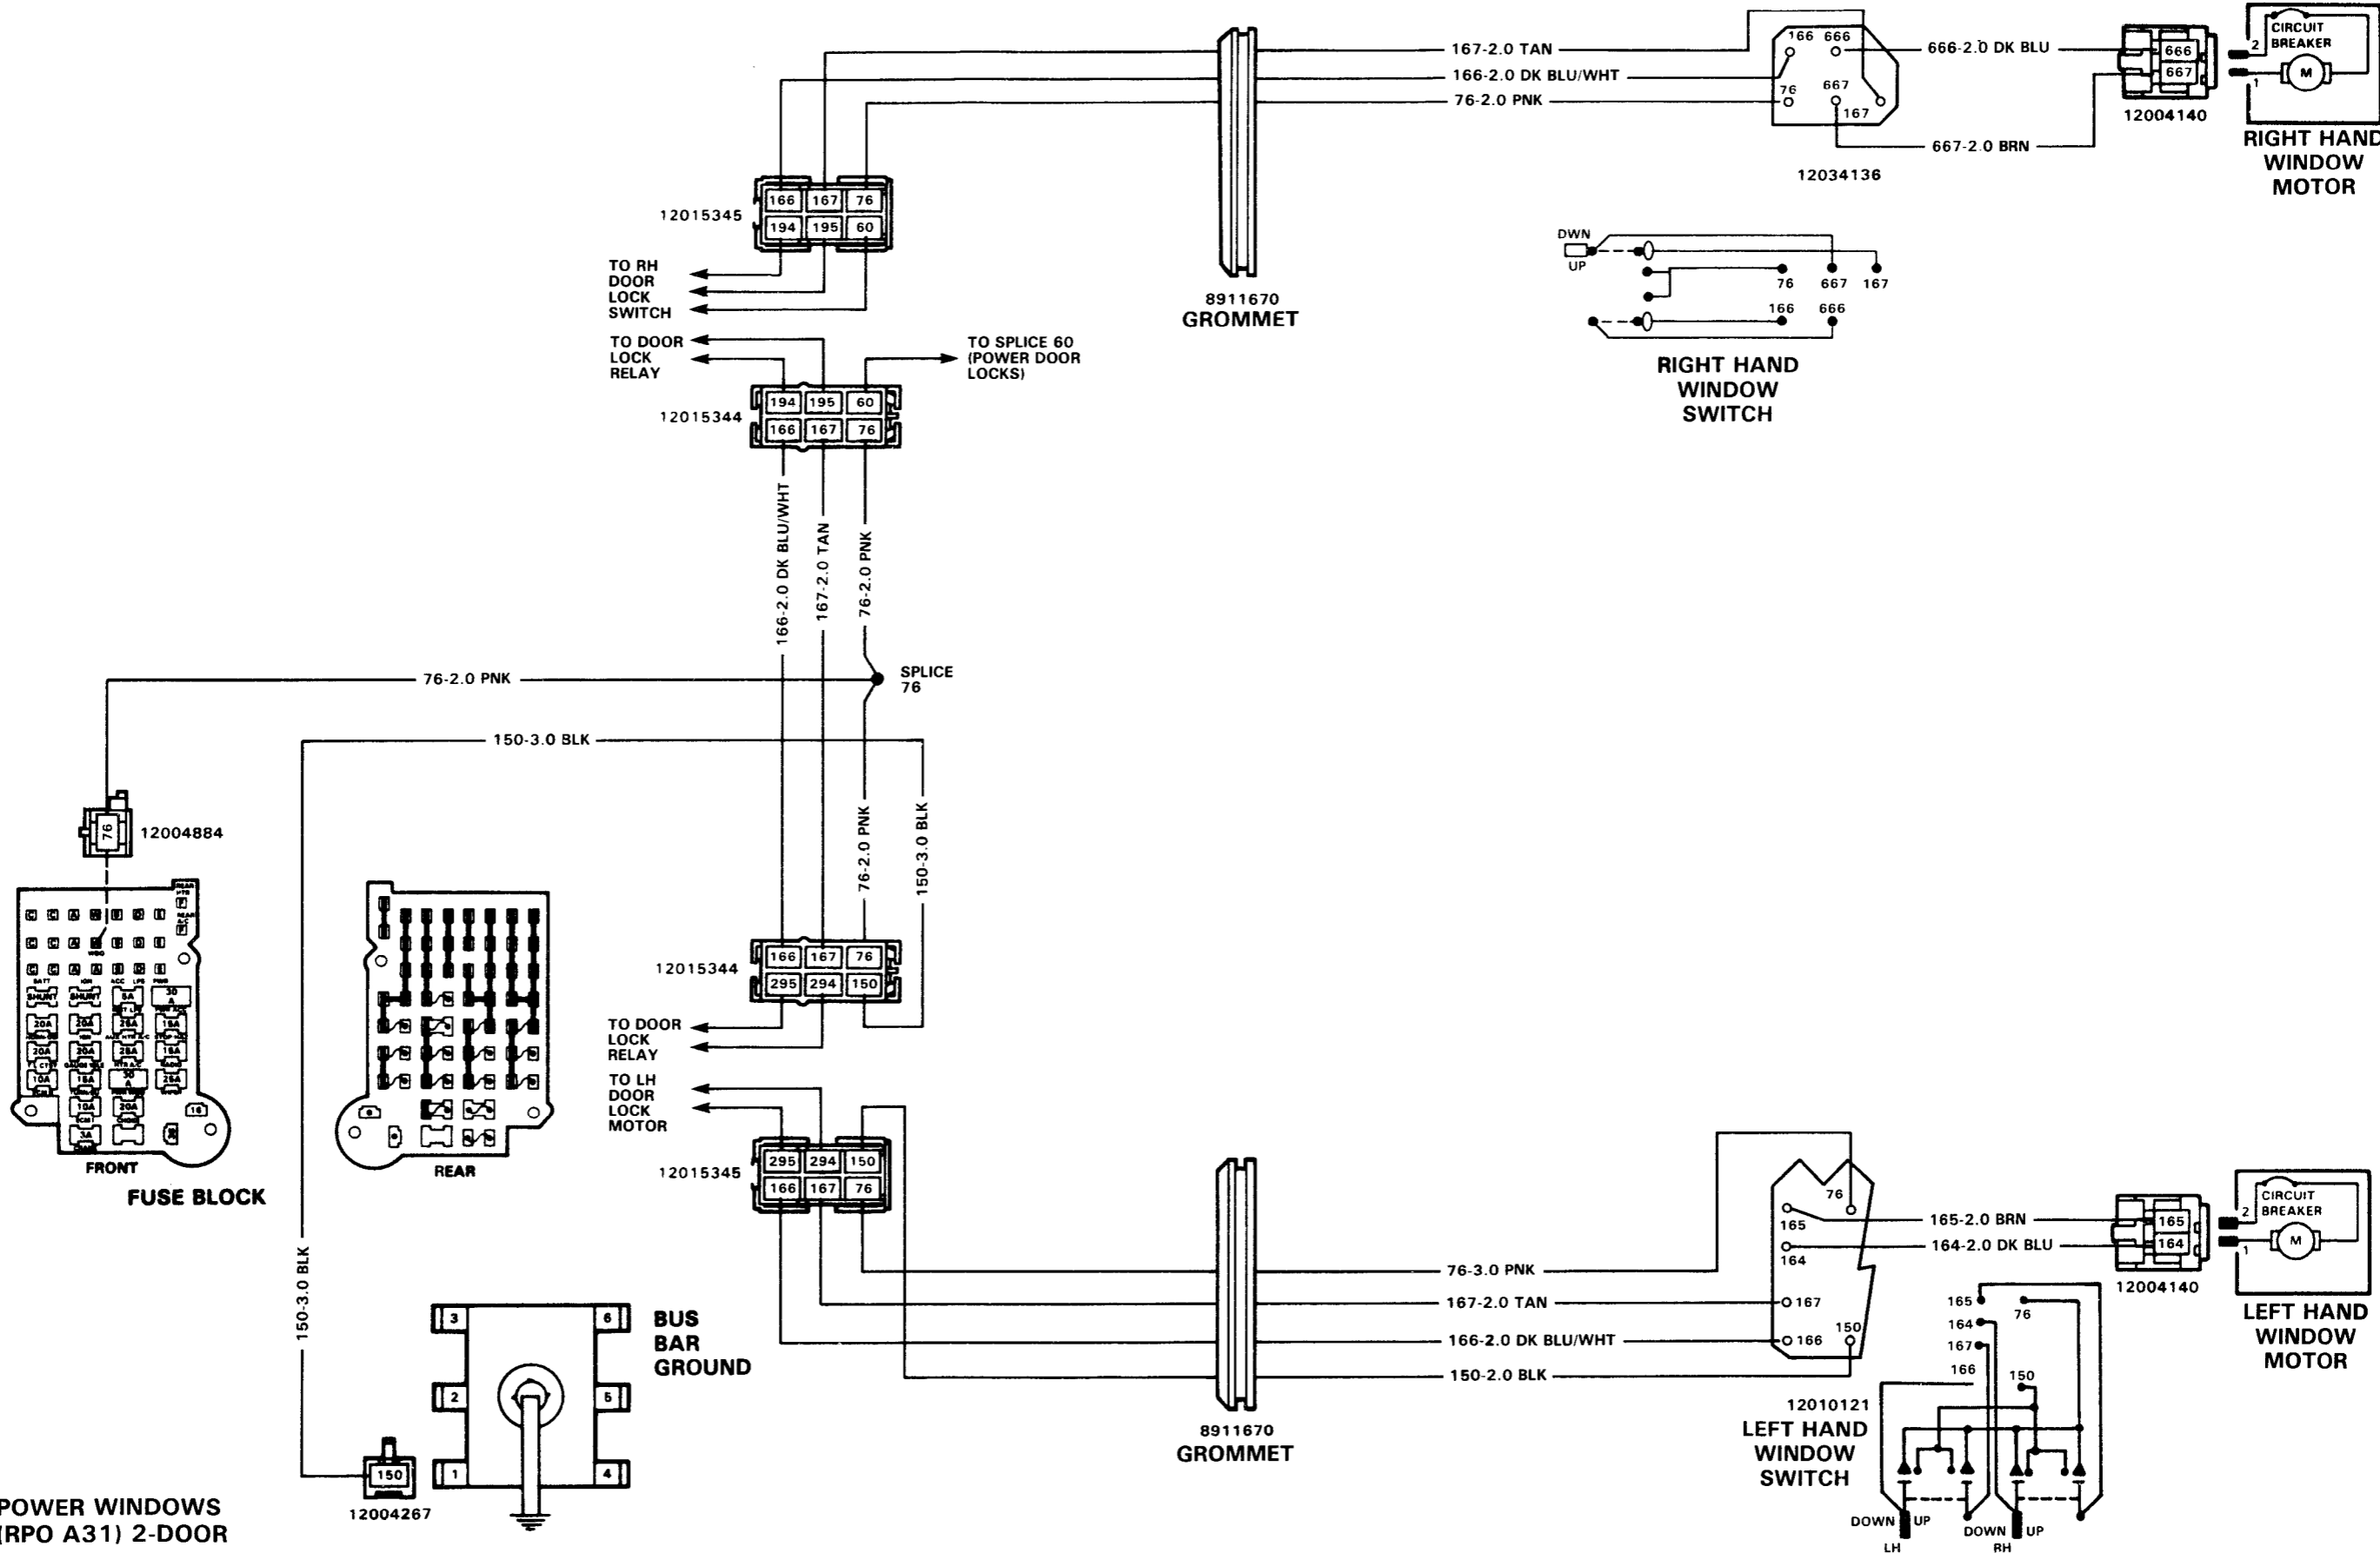 167-2.0 TAN
166-2.0 DK BLU/WHT
76-2.0 PNK
166 666
76 667
167
12034136
666-2.0 DK BLU
667-2.0 BRN
666
667
12004140
2
1
CIRCUIT
BREAKER
M
RIGHT HAND
WINDOW
MOTOR
12015345
166 167 76
194 195 60
TO RH
DOOR
LOCK
SWITCH
8911670
GROMMET
DWN
UP
76 667 167
166 666
RIGHT HAND
WINDOW
SWITCH
TO DOOR
LOCK
RELAY
TO SPLICE 60
(POWER DOOR
LOCKS)
12015344
194 195 60
166 167 76
166-2.0 DK BLU/WHT
167-2.0 TAN
76-2.0 PNK
76-2.0 PNK
SPLICE
76
150-3.0 BLK
76-2.0 PNK
150-3.0 BLK
76
12004884
FRONT
REAR
FUSE BLOCK
12015344
166 167 76
295 294 150
TO DOOR
LOCK
RELAY
TO LH
DOOR
LOCK
MOTOR
12015345
295 294 150
166 167 76
150-3.0 BLK
3 6
2 5
1 4
BUS
BAR
GROUND
150
12004267
8911670
GROMMET
76-3.0 PNK
167-2.0 TAN
166-2.0 DK BLU/WHT
150-2.0 BLK
76
165
164
167
150
166
12010121
LEFT HAND
WINDOW
SWITCH
165-2.0 BRN
164-2.0 DK BLU
165
164
12004140
2
1
CIRCUIT
BREAKER
M
LEFT HAND
WINDOW
MOTOR
165
76
164
167
166
150
DOWN UP
LH
DOWN UP
RH
POWER WINDOWS
(RPO A31) 2-DOOR